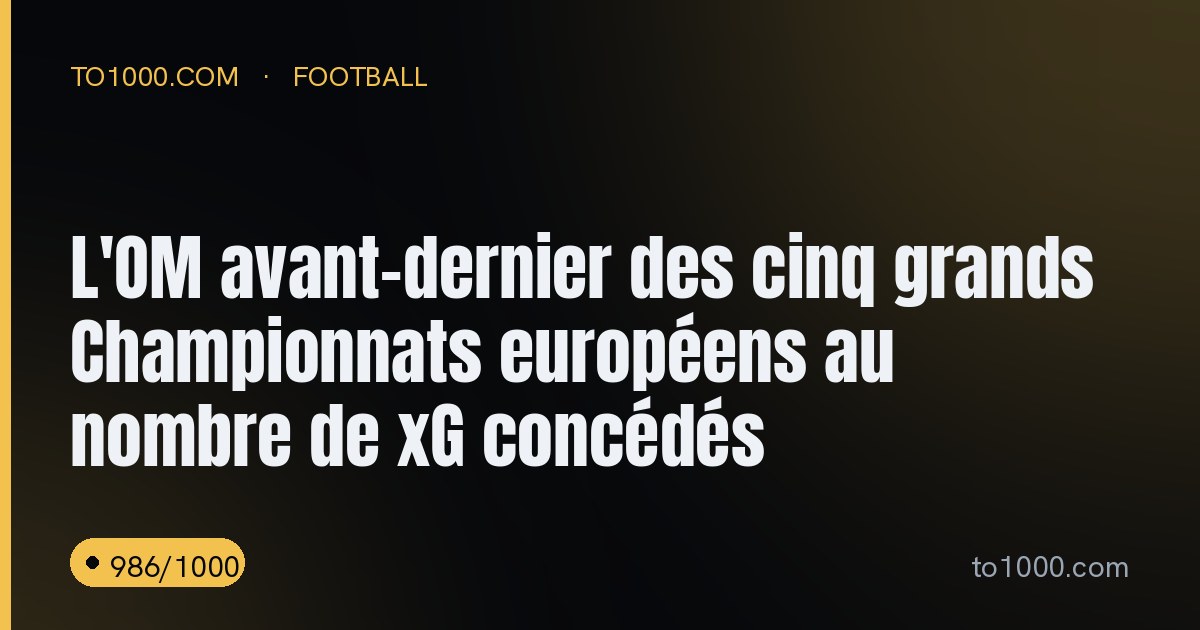 TO1000.COM · FOOTBALL
L'OM avant-dernier des cinq grands
Championnats européens au
nombre de xG concédés
986/1000
to1000.com